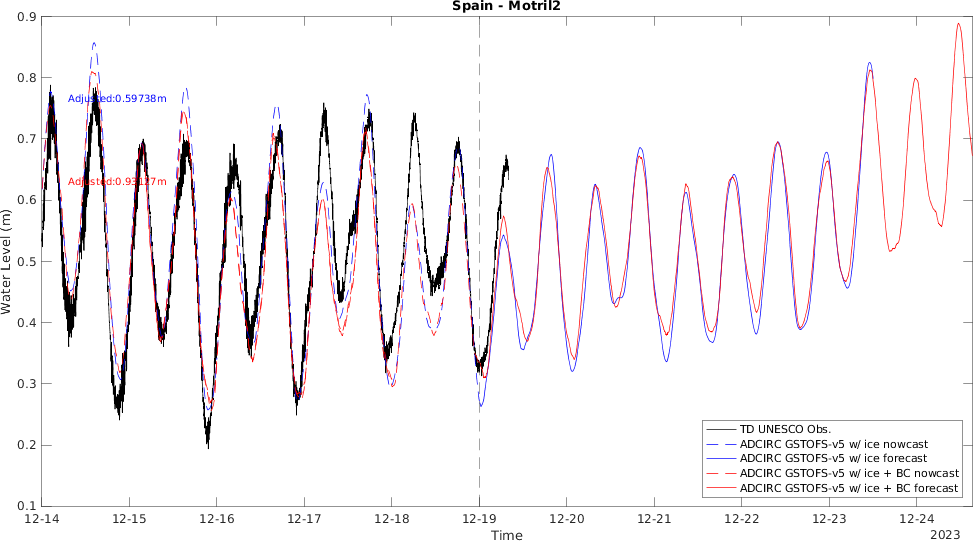 Spain - Motril2
0.9
0.8
0.7
0.6
0.5
0.4
0.3
0.2
0.1
Water Level (m)
Adjusted:0.59738m
Adjusted:0.93127m
TD UNESCO Obs.
ADCIRC GSTOFS-v5 w/ ice nowcast
ADCIRC GSTOFS-v5 w/ ice forecast
ADCIRC GSTOFS-v5 w/ ice + BC nowcast
ADCIRC GSTOFS-v5 w/ ice + BC forecast
12-14 12-15 12-16 12-17 12-18 12-19 12-20 12-21 12-22 12-23 12-24
Time
2023